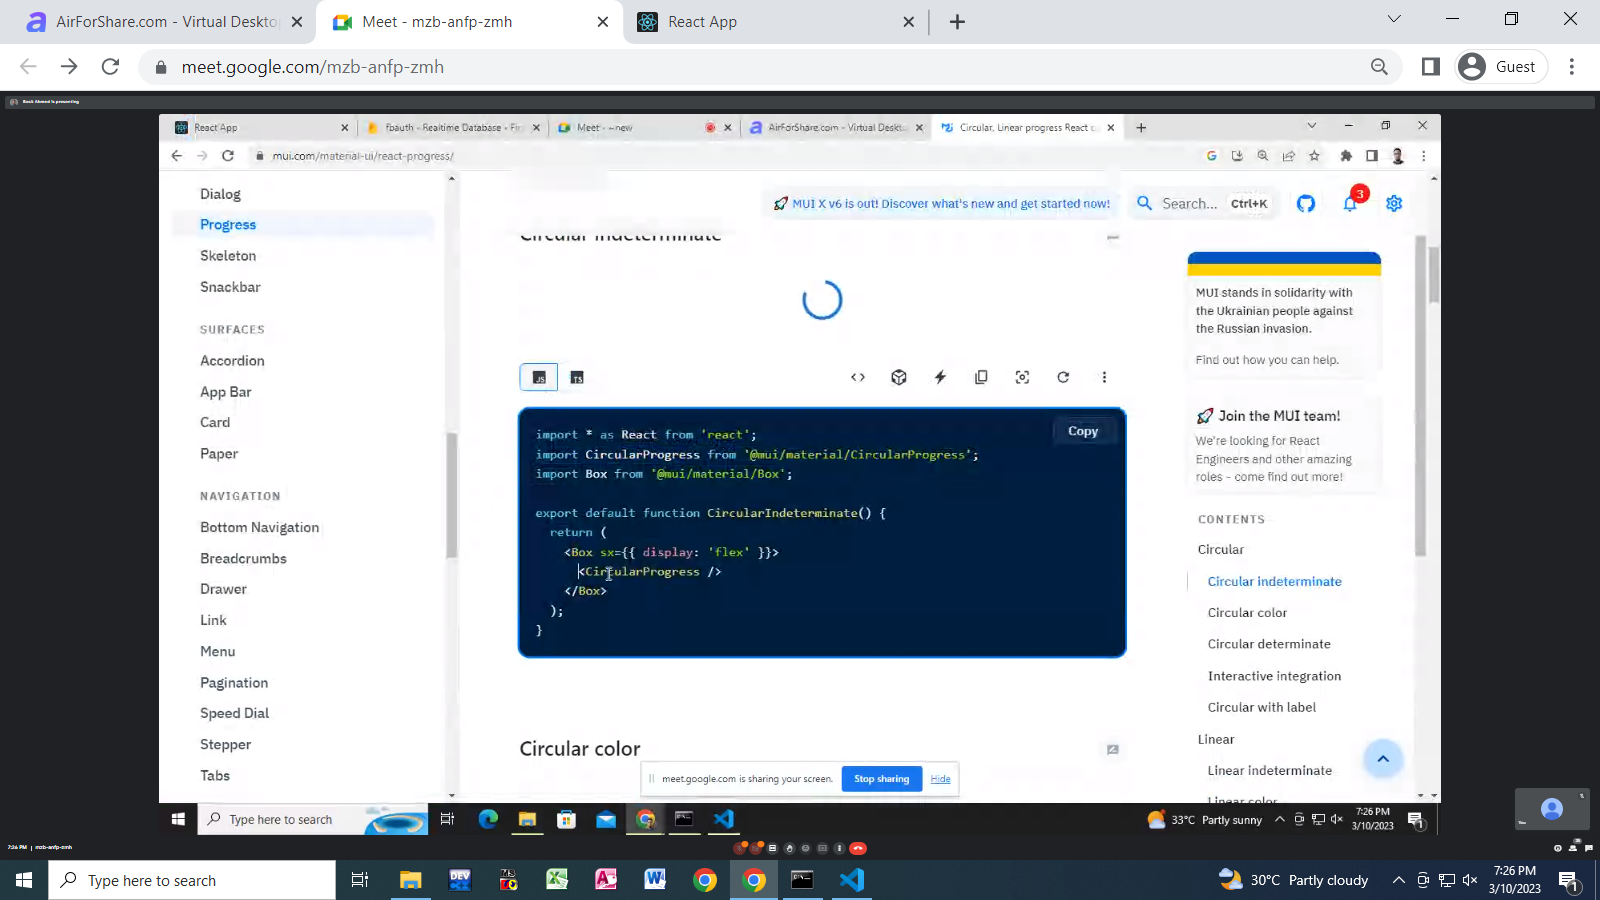 AirForShare.com - Virtual Deskto
Meet - mzb-anfp-zmh
React App
meet.google.com/mzb-anfp-zmh
Guest
is presenting
React App
fbauth - Realtime Database - Fir
Meet - ~new
AirForShare.com - Virtual Deskt
Circular, Linear progress React c
mui.com/material-ui/react-progress/
Dialog
Progress
Skeleton
Snackbar
SURFACES
Accordion
App Bar
Card
Paper
NAVIGATION
Bottom Navigation
Breadcrumbs
Drawer
Link
Menu
Pagination
Speed Dial
Stepper
Tabs
MUI X v6 is out! Discover what's new and get started now!
Search...
Ctrl+K
3
Circular indeterminate
JS
TS
Copy
import * as React from 'react';
import CircularProgress from '@mui/material/CircularProgress';
import Box from '@mui/material/Box';
export default function CircularIndeterminate() {
return (
<Box sx={{ display: 'flex' }}>
<CircularProgress />
</Box>
);
}
Circular color
MUI stands in solidarity with
the Ukrainian people against
the Russian invasion.
Find out how you can help.
Join the MUI team!
We're looking for React
Engineers and other amazing
roles - come find out more!
CONTENTS
Circular
Circular indeterminate
Circular color
Circular determinate
Interactive integration
Circular with label
Linear
Linear indeterminate
Linear color
meet.google.com is sharing your screen.
Stop sharing
Hide
Type here to search
33°C Partly sunny
7:26 PM
3/10/2023
1
7:26 PM | mzb-anfp-zmh
Type here to search
30°C Partly cloudy
7:26 PM
3/10/2023
1